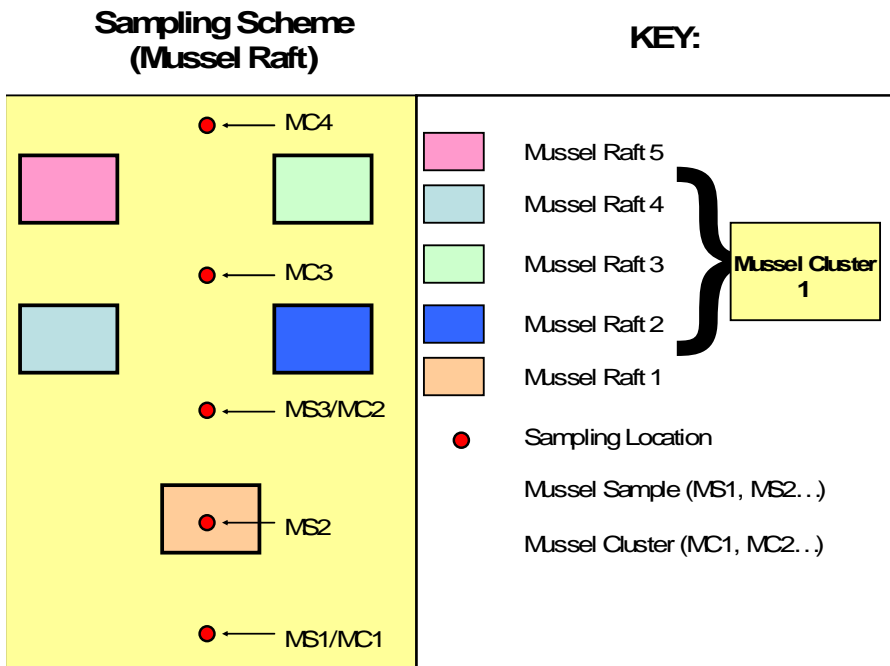 Sampling Scheme
(Mussel Raft)
KEY:
MC4
MC3
MS3/MC2
MS2
MS1/MC1
Mussel Raft 5
Mussel Raft 4
Mussel Raft 3
Mussel Raft 2
Mussel Raft 1
Mussel Cluster
1
Sampling Location
Mussel Sample (MS1, MS2…)
Mussel Cluster (MC1, MC2…)